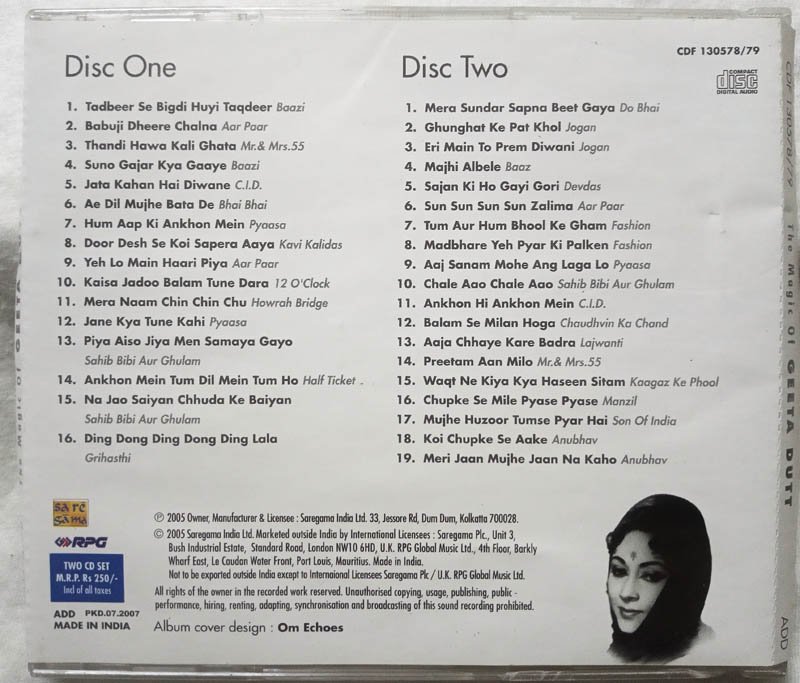 CDF 130578/79
COMPACT
disc
DIGITAL AUDIO
Disc One
1. Tadbeer Se Bigdi Huyi Taqdeer Baazi
2. Babuji Dheere Chalna Aar Paar
3. Thandi Hawa Kali Ghata Mr.& Mrs.55
4. Suno Gajar Kya Gaaye Baazi
5. Jata Kahan Hai Diwane C.I.D.
6. Ae Dil Mujhe Bata De Bhai Bhai
7. Hum Aap Ki Ankhon Mein Pyaasa
8. Door Desh Se Koi Sapera Aaya Kavi Kalidas
9. Yeh Lo Main Haari Piya Aar Paar
10. Kaisa Jadoo Balam Tune Dara 12 O'Clock
11. Mera Naam Chin Chin Chu Howrah Bridge
12. Jane Kya Tune Kahi Pyaasa
13. Piya Aiso Jiya Men Samaya Gayo
Sahib Bibi Aur Ghulam
14. Ankhon Mein Tum Dil Mein Tum Ho Half Ticket
15. Na Jao Saiyan Chhuda Ke Baiyan
Sahib Bibi Aur Ghulam
16. Ding Dong Ding Dong Ding Lala
Grihasthi
Disc Two
1. Mera Sundar Sapna Beet Gaya Do Bhai
2. Ghunghat Ke Pat Khol Jogan
3. Eri Main To Prem Diwani Jogan
4. Majhi Albele Baaz
5. Sajan Ki Ho Gayi Gori Devdas
6. Sun Sun Sun Sun Zalima Aar Paar
7. Tum Aur Hum Bhool Ke Gham Fashion
8. Madbhare Yeh Pyar Ki Palken Fashion
9. Aaj Sanam Mohe Ang Laga Lo Pyaasa
10. Chale Aao Chale Aao Sahib Bibi Aur Ghulam
11. Ankhon Hi Ankhon Mein C.I.D.
12. Balam Se Milan Hoga Chaudhvin Ka Chand
13. Aaja Chhaye Kare Badra Lajwanti
14. Preetam Aan Milo Mr.& Mrs.55
15. Waqt Ne Kiya Kya Haseen Sitam Kaagaz Ke Phool
16. Chupke Se Mile Pyase Pyase Manzil
17. Mujhe Huzoor Tumse Pyar Hai Son Of India
18. Koi Chupke Se Aake Anubhav
19. Meri Jaan Mujhe Jaan Na Kaho Anubhav
sa re
gama
RPG
TWO CD SET
M.R.P. Rs 250/-
Incl of all taxes
ADD PKD.07.2007
MADE IN INDIA
℗ 2005 Owner, Manufacturer & Licensee : Saregama India Ltd. 33, Jessore Rd, Dum Dum, Kolkatta 700028.
© 2005 Saregama India Ltd. Marketed outside India by International Licensees : Saregama Plc., Unit 3,
Bush Industrial Estate, Standard Road, London NW10 6HD, U.K. RPG Global Music Ltd., 4th Floor, Barkly
Wharf East, Le Caudan Water Front, Port Louis, Mauritius. Made in India.
Not to be exported outside India except to Internaional Licensees Saregama Plc / U.K. RPG Global Music Ltd.
All rights of the owner in the recorded work reserved. Unauthorised copying, usage, publishing, public -
performance, hiring, renting, adapting, synchronisation and broadcasting of this sound recording prohibited.
Album cover design : Om Echoes
CDF 130578/79 The Magic Of GEETA DUTT ADD
The Magic Of GEETA